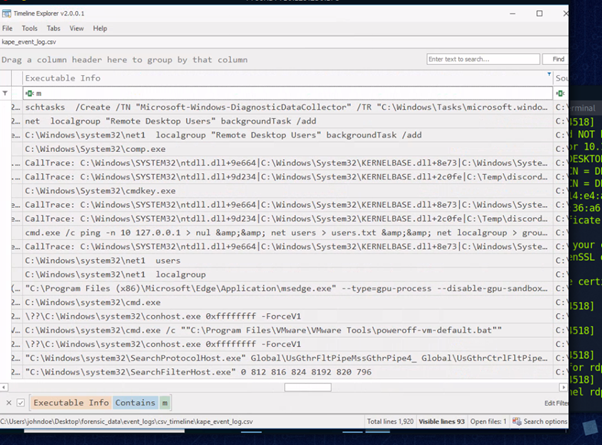 Timeline Explorer v2.0.0.1
File Tools Tabs View Help
kape_event_log.csv
Drag a column header here to group by that column
Enter text to search... Find
Executable Info
m
schtasks /Create /TN "Microsoft-Windows-DiagnosticDataCollector" /TR "C:\Windows\Tasks\microsoft.windo…
net localgroup "Remote Desktop Users" backgroundTask /add
C:\Windows\system32\net1 localgroup "Remote Desktop Users" backgroundTask /add
C:\Windows\System32\comp.exe
CallTrace: C:\Windows\SYSTEM32\ntdll.dll+9e664|C:\Windows\System32\KERNELBASE.dll+8e73|C:\Windows\Syste…
CallTrace: C:\Windows\SYSTEM32\ntdll.dll+9d234|C:\Windows\System32\KERNELBASE.dll+2c0fe|C:\Temp\discord…
C:\Windows\System32\cmdkey.exe
CallTrace: C:\Windows\SYSTEM32\ntdll.dll+9e664|C:\Windows\System32\KERNELBASE.dll+8e73|C:\Windows\Syste…
CallTrace: C:\Windows\SYSTEM32\ntdll.dll+9d234|C:\Windows\System32\KERNELBASE.dll+2c0fe|C:\Temp\discord…
cmd.exe /c ping -n 10 127.0.0.1 > nul &amp;&amp; net users > users.txt &amp;&amp; net localgroup > grou…
CallTrace: C:\Windows\SYSTEM32\ntdll.dll+9e664|C:\Windows\System32\KERNELBASE.dll+8e73|C:\Windows\Syste…
C:\Windows\system32\net1 users
C:\Windows\system32\net1 localgroup
"C:\Program Files (x86)\Microsoft\Edge\Application\msedge.exe" --type=gpu-process --disable-gpu-sandbox…
C:\Windows\System32\cmd.exe
\??\C:\Windows\system32\conhost.exe 0xffffffff -ForceV1
C:\Windows\system32\cmd.exe /c ""C:\Program Files\VMware\VMware Tools\poweroff-vm-default.bat""
\??\C:\Windows\system32\conhost.exe 0xffffffff -ForceV1
"C:\Windows\system32\SearchProtocolHost.exe" Global\UsGthrFltPipeMssGthrPipe4_ Global\UsGthrCtrlFltPipe…
"C:\Windows\system32\SearchFilterHost.exe" 0 812 816 824 8192 820 796
Executable Info Contains m
C:\Users\johndoe\Desktop\forensic_data\event_logs\csv_timeline\kape_event_log.csv Total lines 1,920 Visible lines 93 Open files: 1 Search options